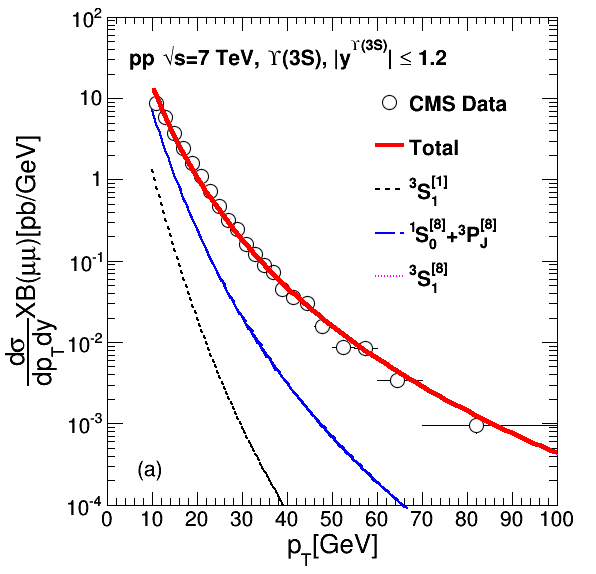 pp √s=7 TeV, ϒ(3S), |y^ϒ(3S)| ≤ 1.2
CMS Data
Total
³S₁^[1]
¹S₀^[8]+³P_J^[8]
³S₁^[8]
dσ/dp_Tdy XB(μμ)[pb/GeV]
10²
10
1
10⁻¹
10⁻²
10⁻³
10⁻⁴
(a)
0 10 20 30 40 50 60 70 80 90 100
p_T[GeV]